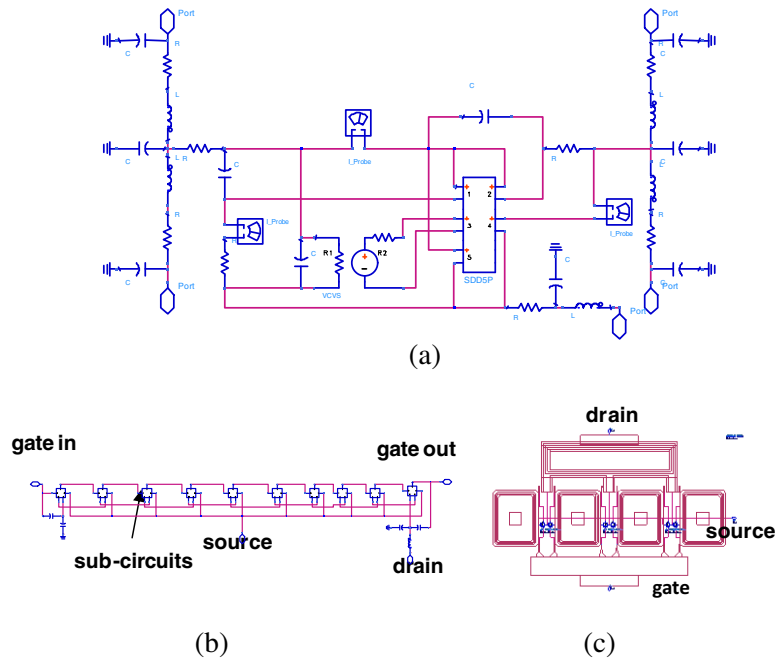 Port
Port
C
R
C
R
L
C
L
I_Probe
C
R
L
C
L
R
C
C
R
I_Probe
R
C
R1
R2
VCVS
1
2
3
4
5
SDD5P
I_Probe
R
C
Port
C
R
L
Port
Port
(a)
gate in
gate out
sub-circuits
source
drain
(b)
drain
source
gate
(c)